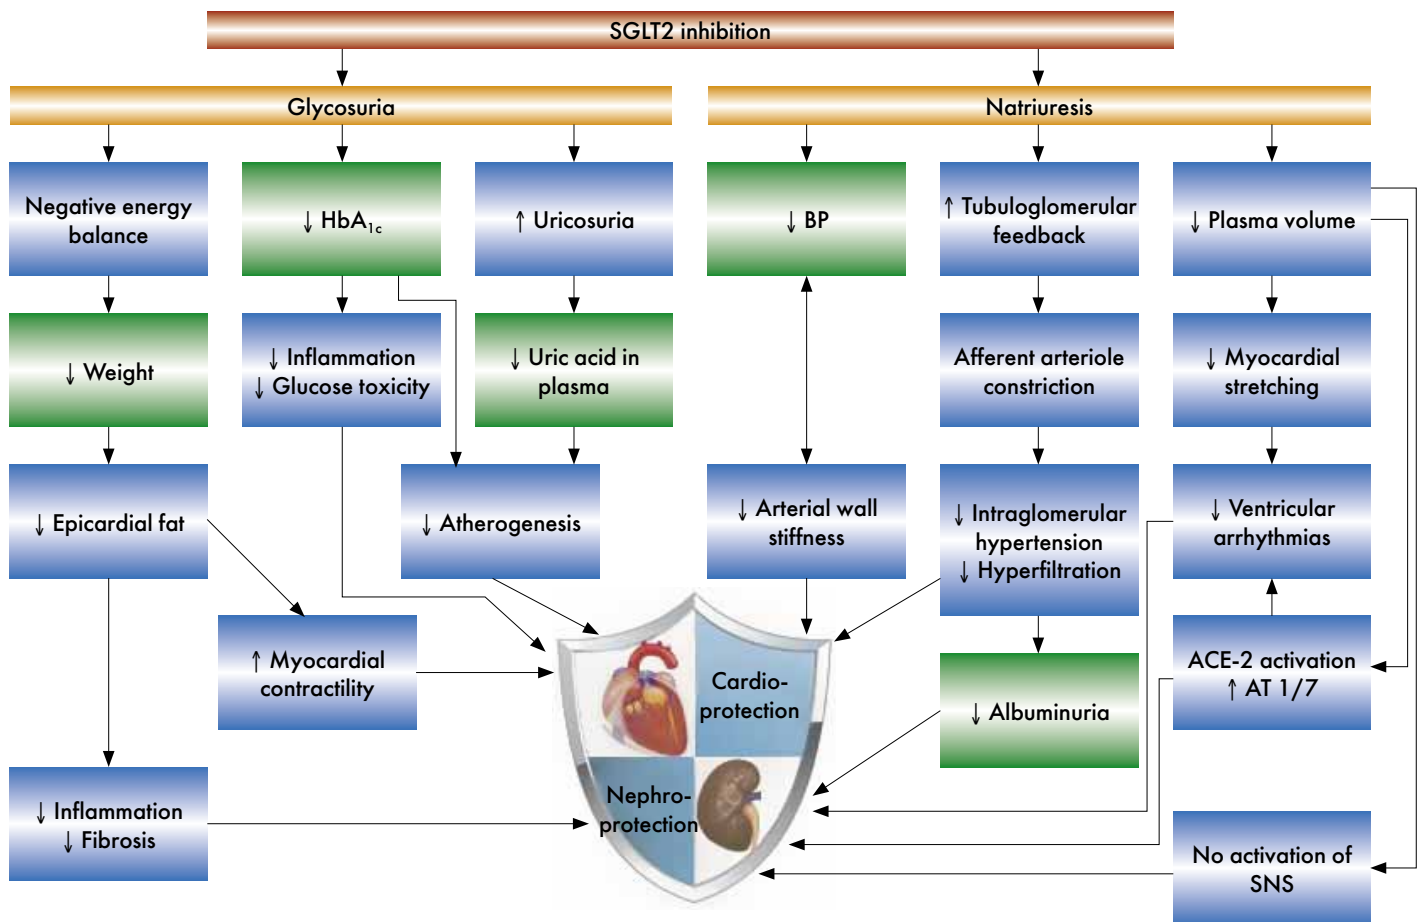 SGLT2 inhibition
Glycosuria
Natriuresis
Negative energy
balance
↓ HbA1c
↑ Uricosuria
↓ BP
↑ Tubuloglomerular
feedback
↓ Plasma volume
↓ Weight
↓ Inflammation
↓ Glucose toxicity
↓ Uric acid in
plasma
Afferent arteriole
constriction
↓ Myocardial
stretching
↓ Epicardial fat
↓ Atherogenesis
↓ Arterial wall
stiffness
↓ Intraglomerular
hypertension
↓ Hyperfiltration
↓ Ventricular
arrhythmias
↑ Myocardial
contractility
Cardio-
protection
↓ Albuminuria
ACE-2 activation
↑ AT 1/7
↓ Inflammation
↓ Fibrosis
Nephro-
protection
No activation of
SNS